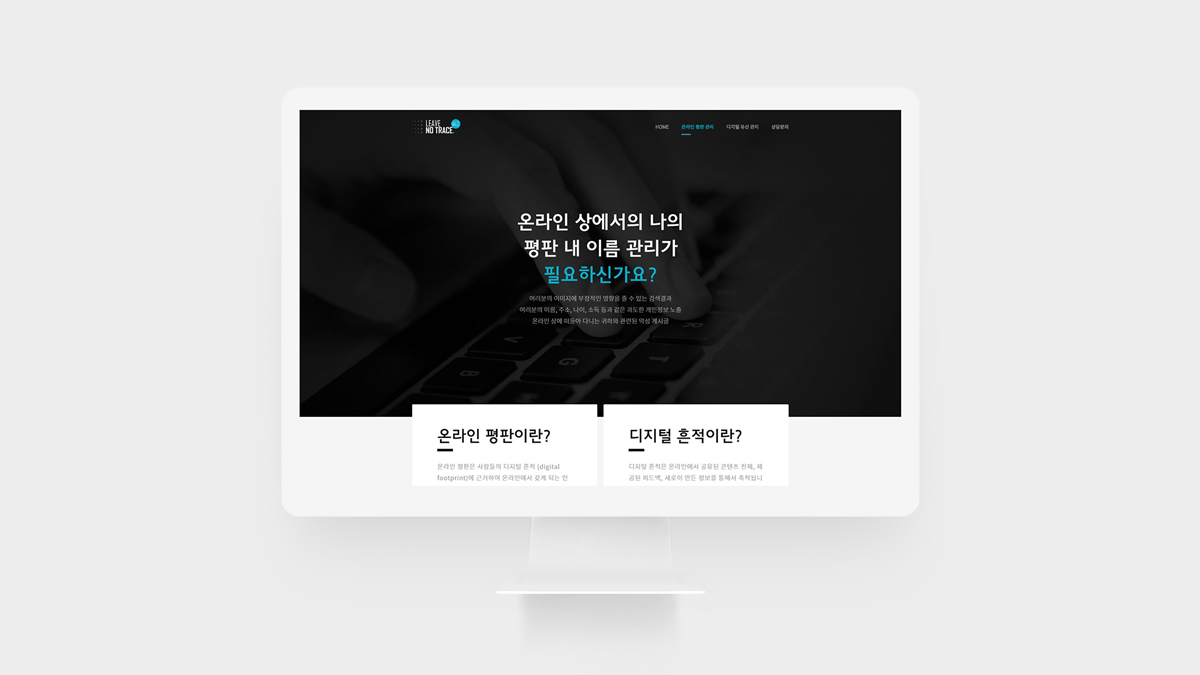 LEAVE
NO TRACE
HOME 온라인 평판 관리 디지털 유산 관리 상담문의
온라인 상에서의 나의
평판 내 이름 관리가
필요하신가요?
여러분의 이미지에 부정적인 영향을 줄 수 있는 검색결과
여러분의 이름, 주소, 나이, 소득 등과 같은 과도한 개인정보 노출
온라인 상에 떠돌아 다니는 귀하와 관련된 악성 게시글
V
R
G
T
B
온라인 평판이란?
온라인 평판은 사람들의 디지털 흔적 (digital
footprint)에 근거하여 온라인에서 갖게 되는 인
디지털 흔적이란?
디지털 흔적은 온라인에서 공유된 콘텐츠 전체, 제
공된 피드백, 새로이 만든 정보를 통해서 축적됩니